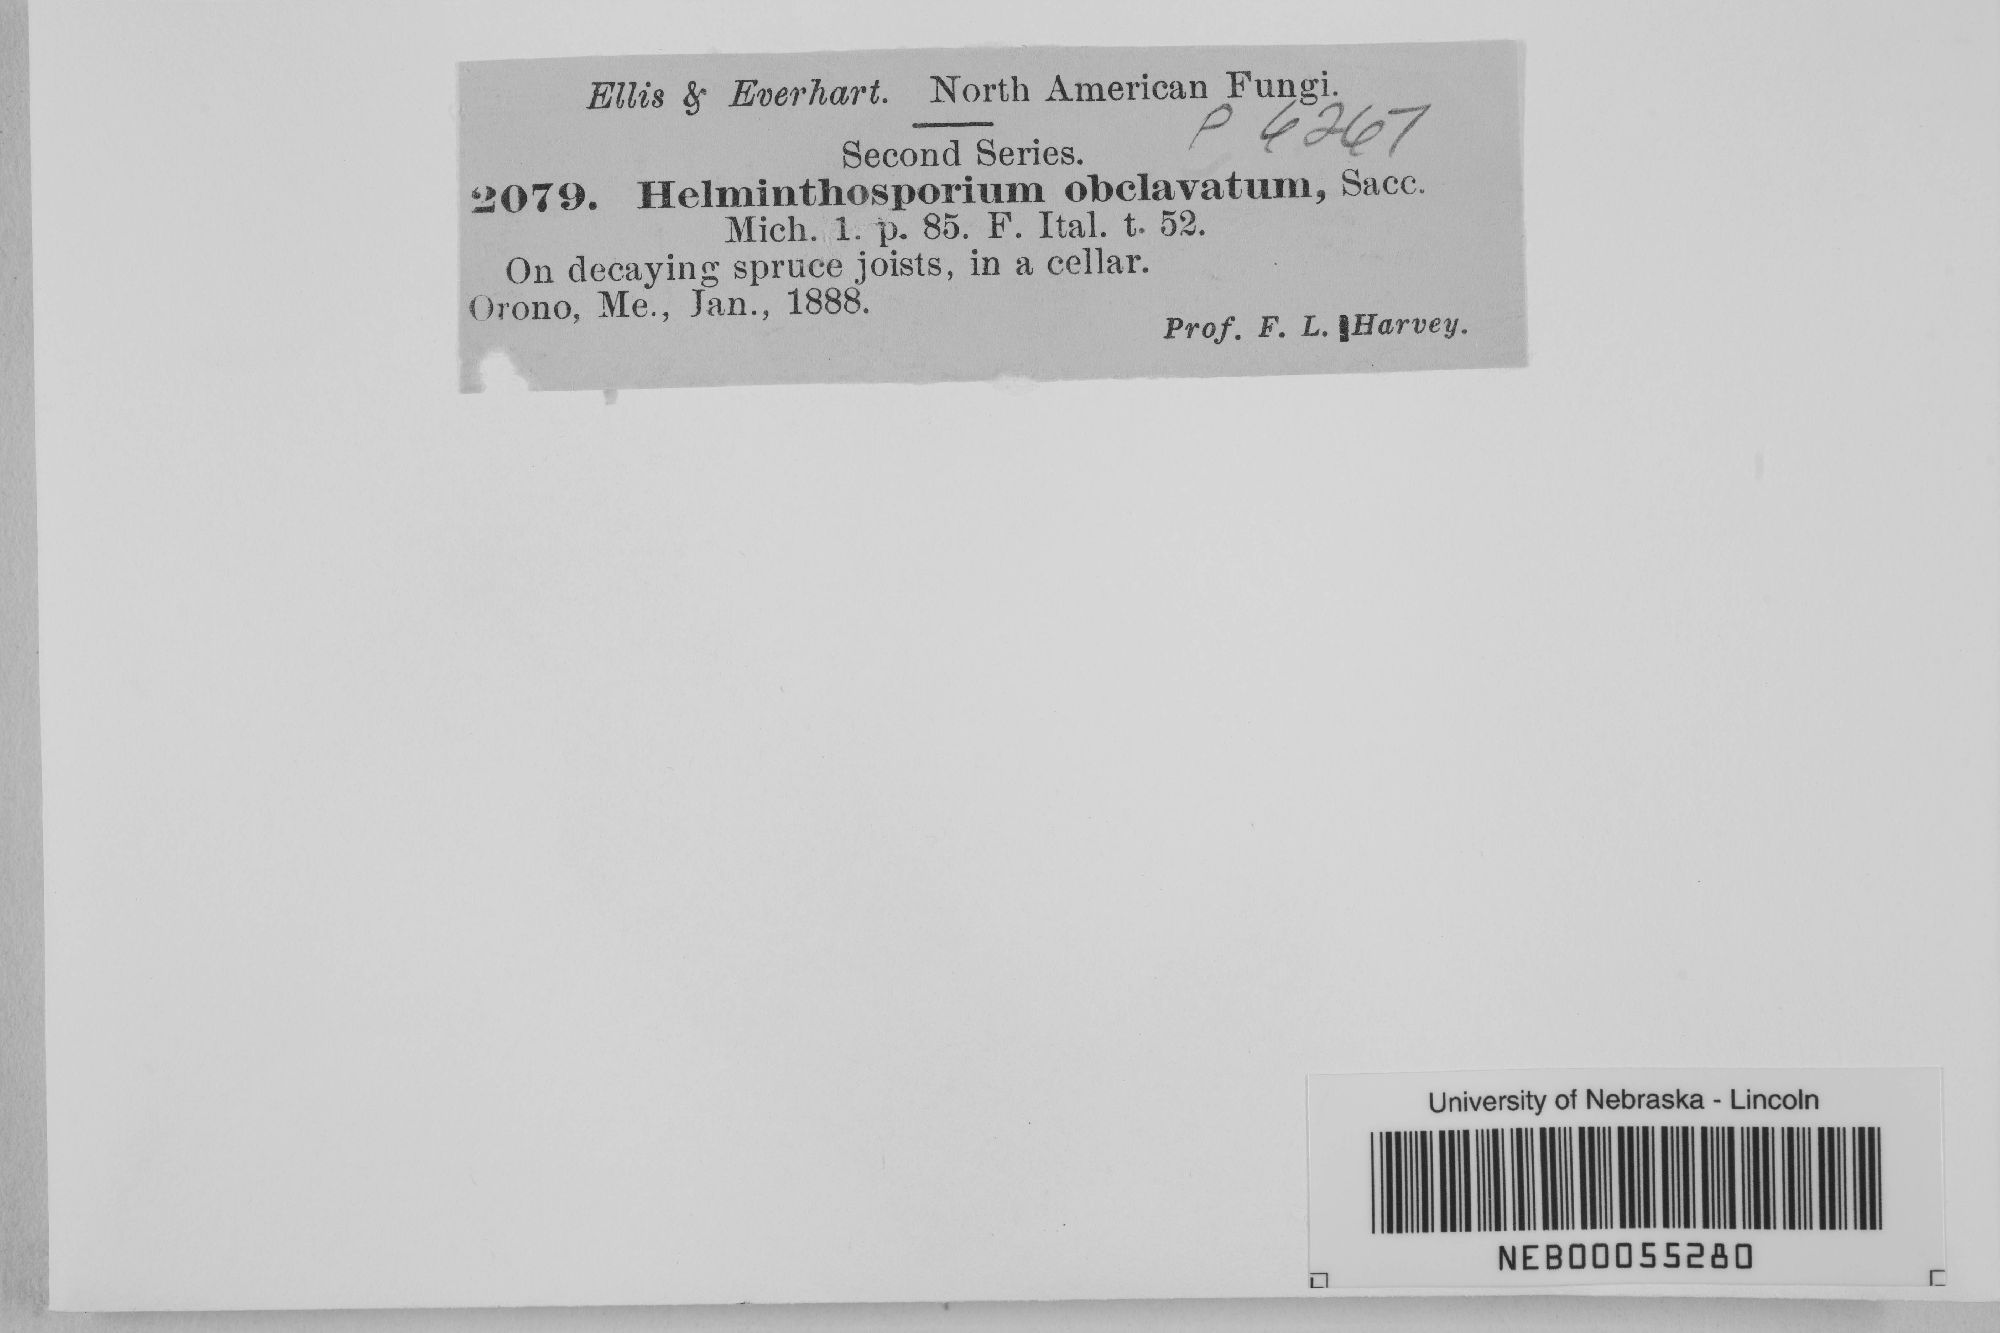 Ellis & Everhart. North American Fungi.
P 6267
Second Series.
2079. Helminthosporium obclavatum, Sacc.
Mich. 1. p. 85. F. Ital. t. 52.
On decaying spruce joists, in a cellar.
Orono, Me., Jan., 1888.
Prof. F. L. Harvey.
University of Nebraska - Lincoln
NEB00055280